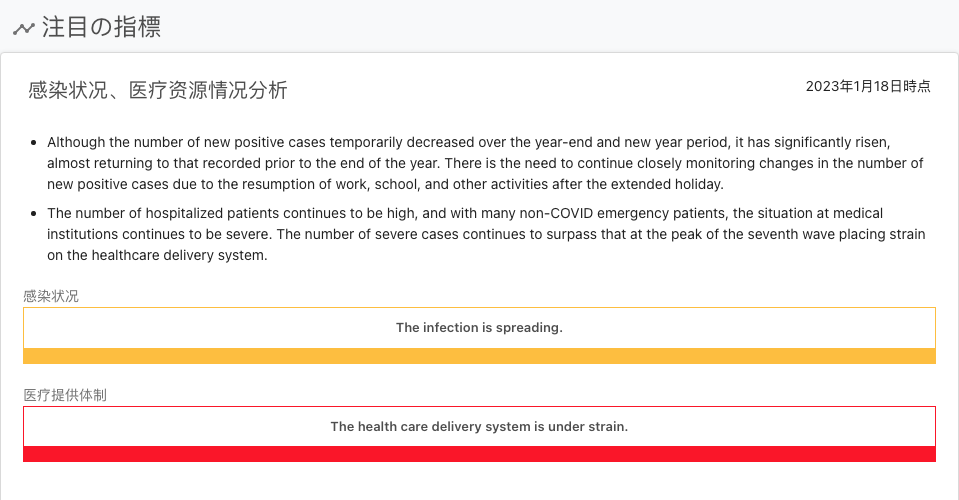 注目の指標
感染状况、医疗资源情况分析
2023年1月18日時点
Although the number of new positive cases temporarily decreased over the year-end and new year period, it has significantly risen,
almost returning to that recorded prior to the end of the year. There is the need to continue closely monitoring changes in the number of
new positive cases due to the resumption of work, school, and other activities after the extended holiday.
The number of hospitalized patients continues to be high, and with many non-COVID emergency patients, the situation at medical
institutions continues to be severe. The number of severe cases continues to surpass that at the peak of the seventh wave placing strain
on the healthcare delivery system.
感染状况
The infection is spreading.
医疗提供体制
The health care delivery system is under strain.